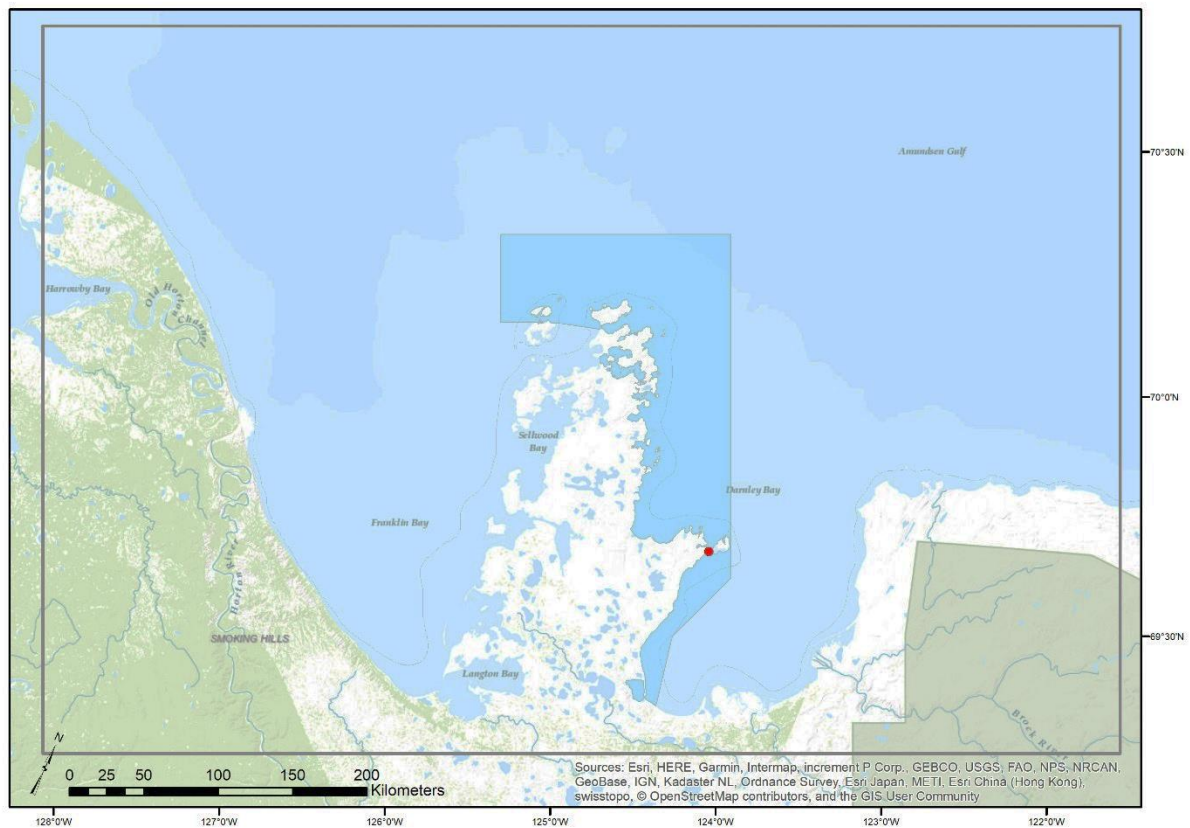 Amundsen Gulf
70°30'N
Harrowby Bay
Old Horton Channel
70°0'N
Sellwood
Bay
Darnley Bay
Franklin Bay
Horton River
SMOKING HILLS
69°30'N
Langton Bay
Brock River
N
0 25 50 100 150 200
Kilometers
Sources: Esri, HERE, Garmin, Intermap, increment P Corp., GEBCO, USGS, FAO, NPS, NRCAN,
GeoBase, IGN, Kadaster NL, Ordnance Survey, Esri Japan, METI, Esri China (Hong Kong),
swisstopo, © OpenStreetMap contributors, and the GIS User Community
128°0'W 127°0'W 126°0'W 125°0'W 124°0'W 123°0'W 122°0'W